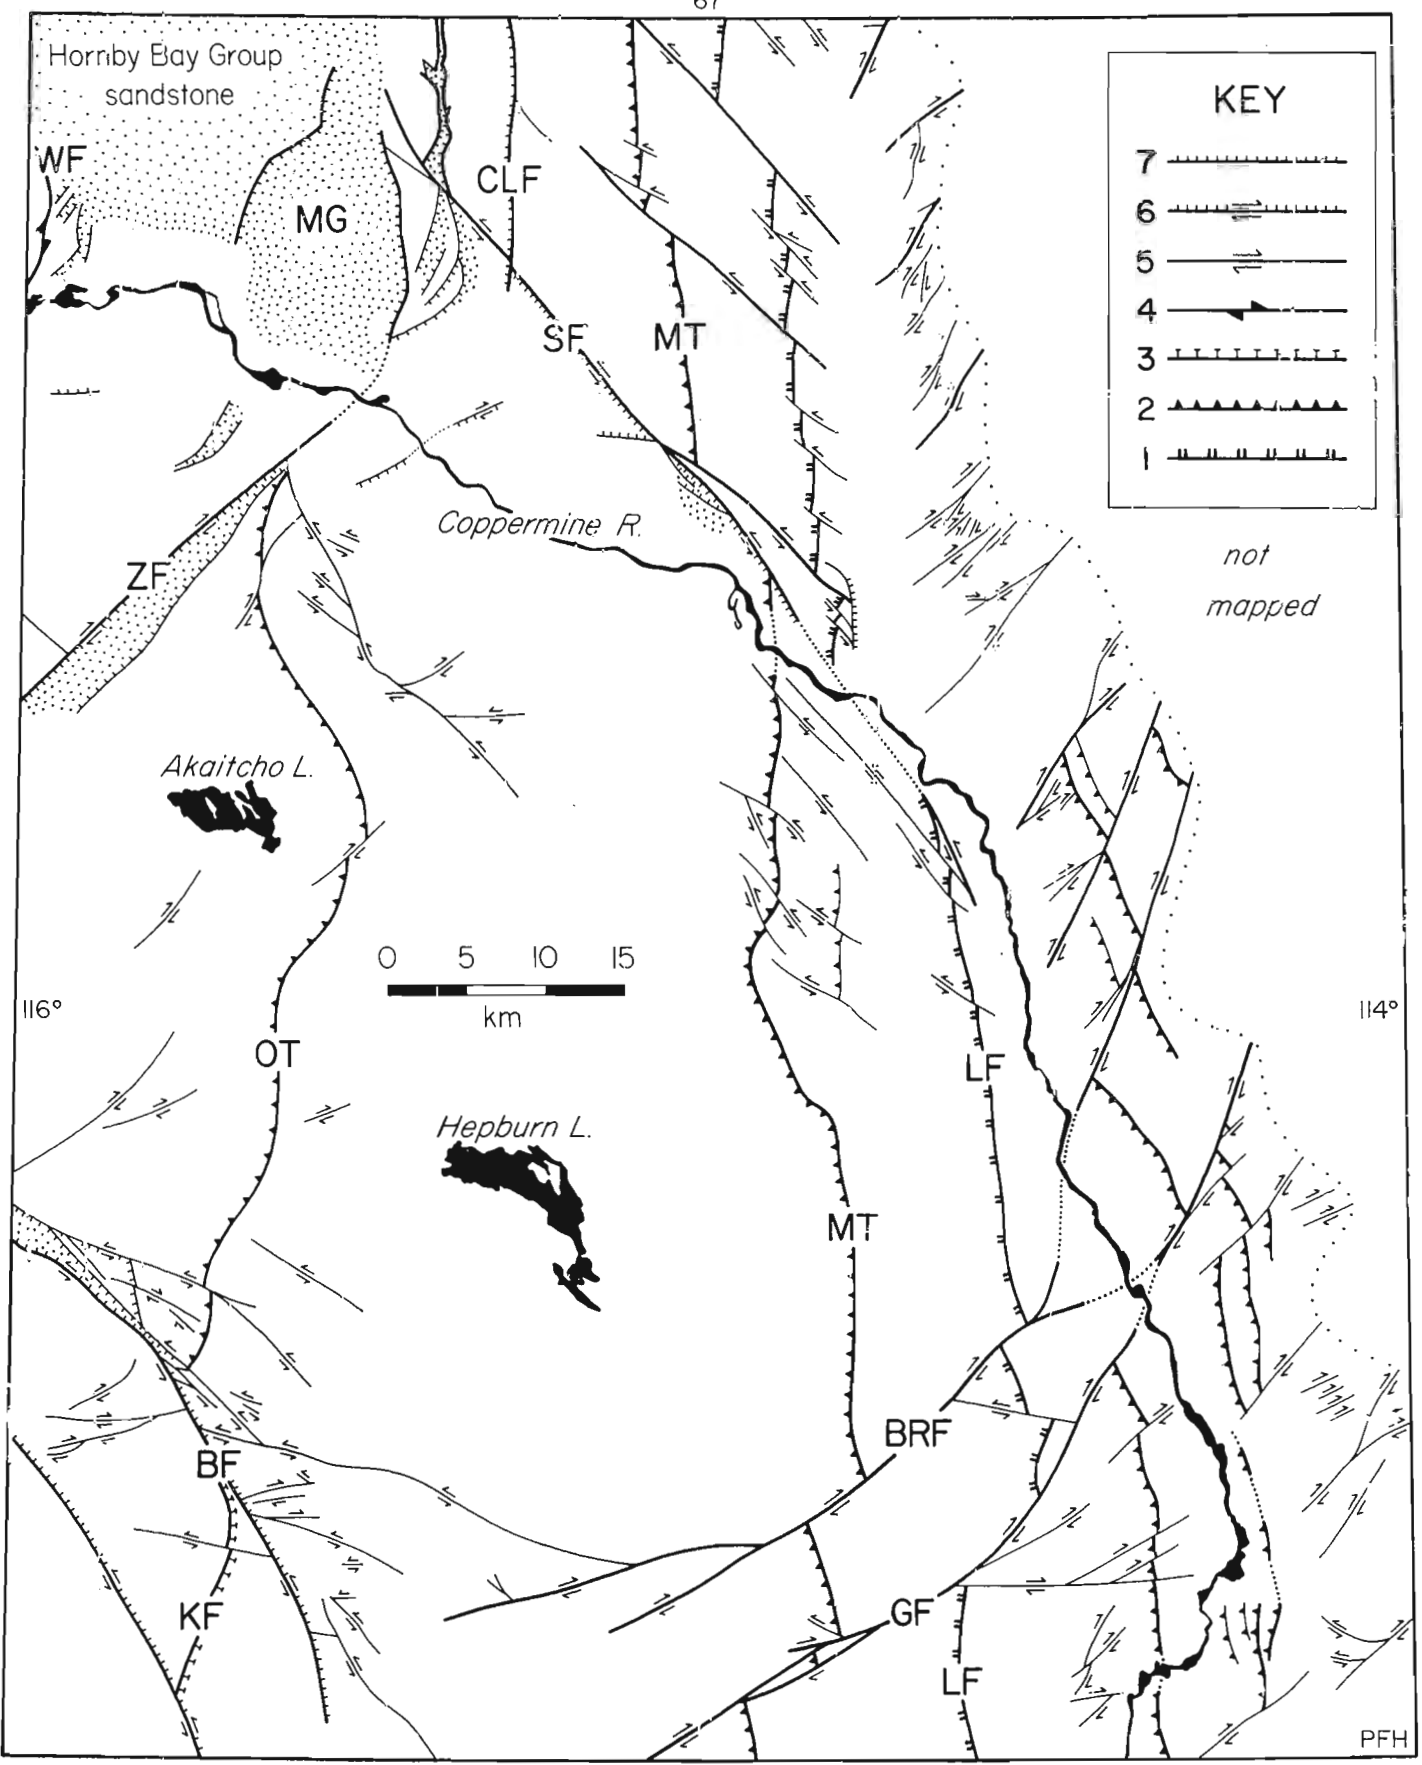 67
Hornby Bay Group
sandstone
KEY
7
6
5
4
3
2
1
WF
MG
CLF
SF
MT
Coppermine R.
not
mapped
ZF
Akaitcho L.
0 5 10 15
km
116°
114°
OT
LF
Hepburn L.
MT
BRF
BF
KF
GF
LF
PFH